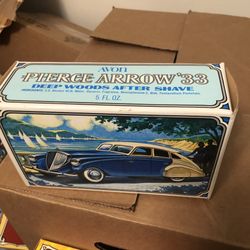 AVON
PIERCE ARROW '33
DEEP WOODS AFTER SHAVE
5 FL. OZ.